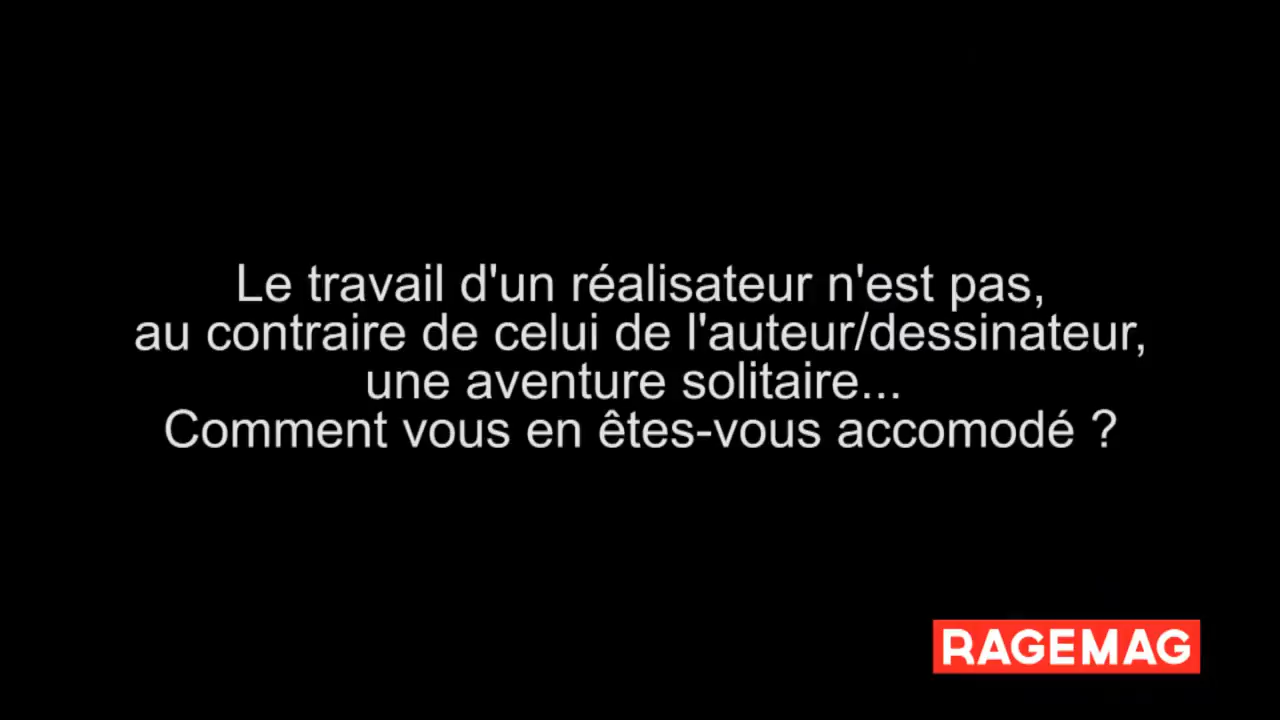 Le travail d'un réalisateur n'est pas,
au contraire de celui de l'auteur/dessinateur,
une aventure solitaire...
Comment vous en êtes-vous accomodé ?
RAGEMAG